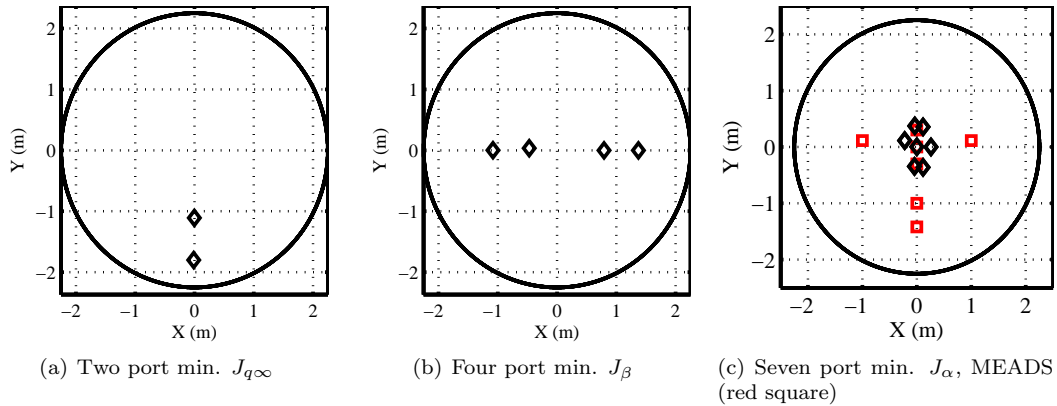 2
1
0
−1
−2
Y (m)
−2 −1 0 1 2
X (m)
(a) Two port min. J_{q∞}
2
1
0
−1
−2
Y (m)
−2 −1 0 1 2
X (m)
(b) Four port min. J_β
2
1
0
−1
−2
Y (m)
−2 −1 0 1 2
X (m)
(c) Seven port min. J_α, MEADS
(red square)